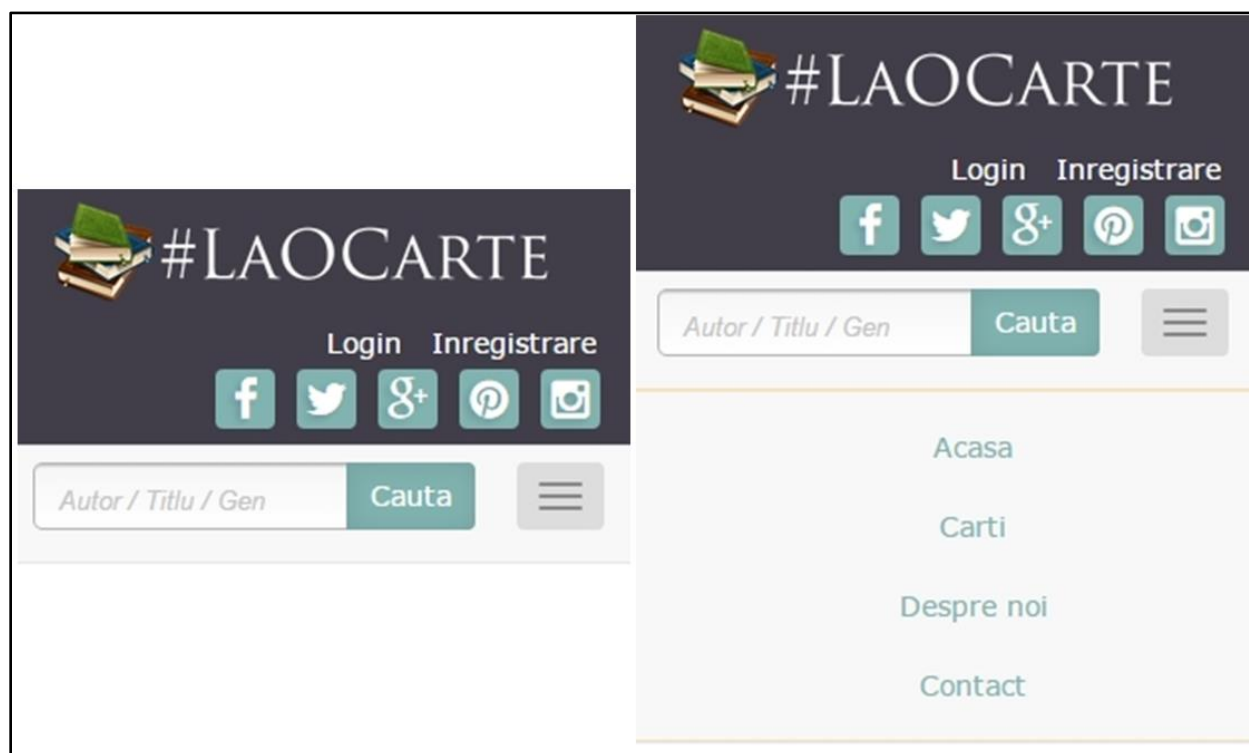 #LAOCARTE
Login Inregistrare
f g+
Autor / Titlu / Gen Cauta
#LAOCARTE
Login Inregistrare
f g+
Autor / Titlu / Gen Cauta
Acasa
Carti
Despre noi
Contact